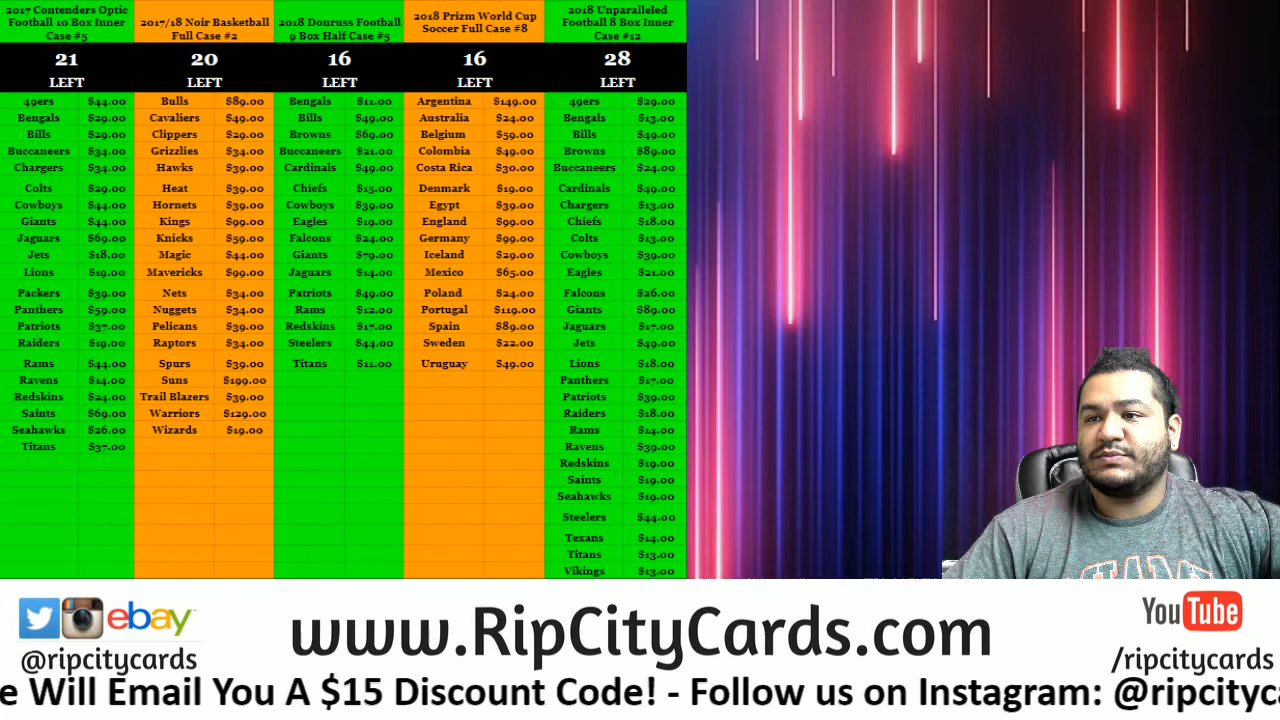 2017 Contenders Optic
Football 10 Box Inner
Case #5
21
LEFT
49ers $44.00
Bengals $29.00
Bills $29.00
Buccaneers $34.00
Chargers $34.00
Colts $29.00
Cowboys $44.00
Giants $44.00
Jaguars $69.00
Jets $18.00
Lions $19.00
Packers $39.00
Panthers $59.00
Patriots $37.00
Raiders $19.00
Rams $44.00
Ravens $14.00
Redskins $24.00
Saints $69.00
Seahawks $26.00
Titans $37.00
2017/18 Noir Basketball
Full Case #2
20
LEFT
Bulls $89.00
Cavaliers $49.00
Clippers $29.00
Grizzlies $34.00
Hawks $39.00
Heat $39.00
Hornets $39.00
Kings $99.00
Knicks $59.00
Magic $44.00
Mavericks $99.00
Nets $34.00
Nuggets $34.00
Pelicans $39.00
Raptors $34.00
Spurs $39.00
Suns $199.00
Trail Blazers $39.00
Warriors $129.00
Wizards $19.00
2018 Donruss Football
9 Box Half Case #5
16
LEFT
Bengals $11.00
Bills $49.00
Browns $69.00
Buccaneers $21.00
Cardinals $49.00
Chiefs $15.00
Cowboys $39.00
Eagles $19.00
Falcons $24.00
Giants $79.00
Jaguars $14.00
Patriots $49.00
Rams $12.00
Redskins $17.00
Steelers $44.00
Titans $11.00
2018 Prizm World Cup
Soccer Full Case #8
16
LEFT
Argentina $149.00
Australia $24.00
Belgium $59.00
Colombia $49.00
Costa Rica $30.00
Denmark $19.00
Egypt $39.00
England $99.00
Germany $99.00
Iceland $29.00
Mexico $65.00
Poland $24.00
Portugal $119.00
Spain $89.00
Sweden $22.00
Uruguay $49.00
2018 Unparalleled
Football 8 Box Inner
Case #12
28
LEFT
49ers $29.00
Bengals $13.00
Bills $49.00
Browns $89.00
Buccaneers $24.00
Cardinals $49.00
Chargers $13.00
Chiefs $18.00
Colts $13.00
Cowboys $39.00
Eagles $21.00
Falcons $26.00
Giants $89.00
Jaguars $17.00
Jets $49.00
Lions $18.00
Panthers $17.00
Patriots $39.00
Raiders $18.00
Rams $14.00
Ravens $39.00
Redskins $19.00
Saints $19.00
Seahawks $19.00
Steelers $44.00
Texans $14.00
Titans $13.00
Vikings $13.00
ebay
@ripcitycards
www.RipCityCards.com
YouTube
/ripcitycards
e Will Email You A $15 Discount Code! - Follow us on Instagram: @ripcityca